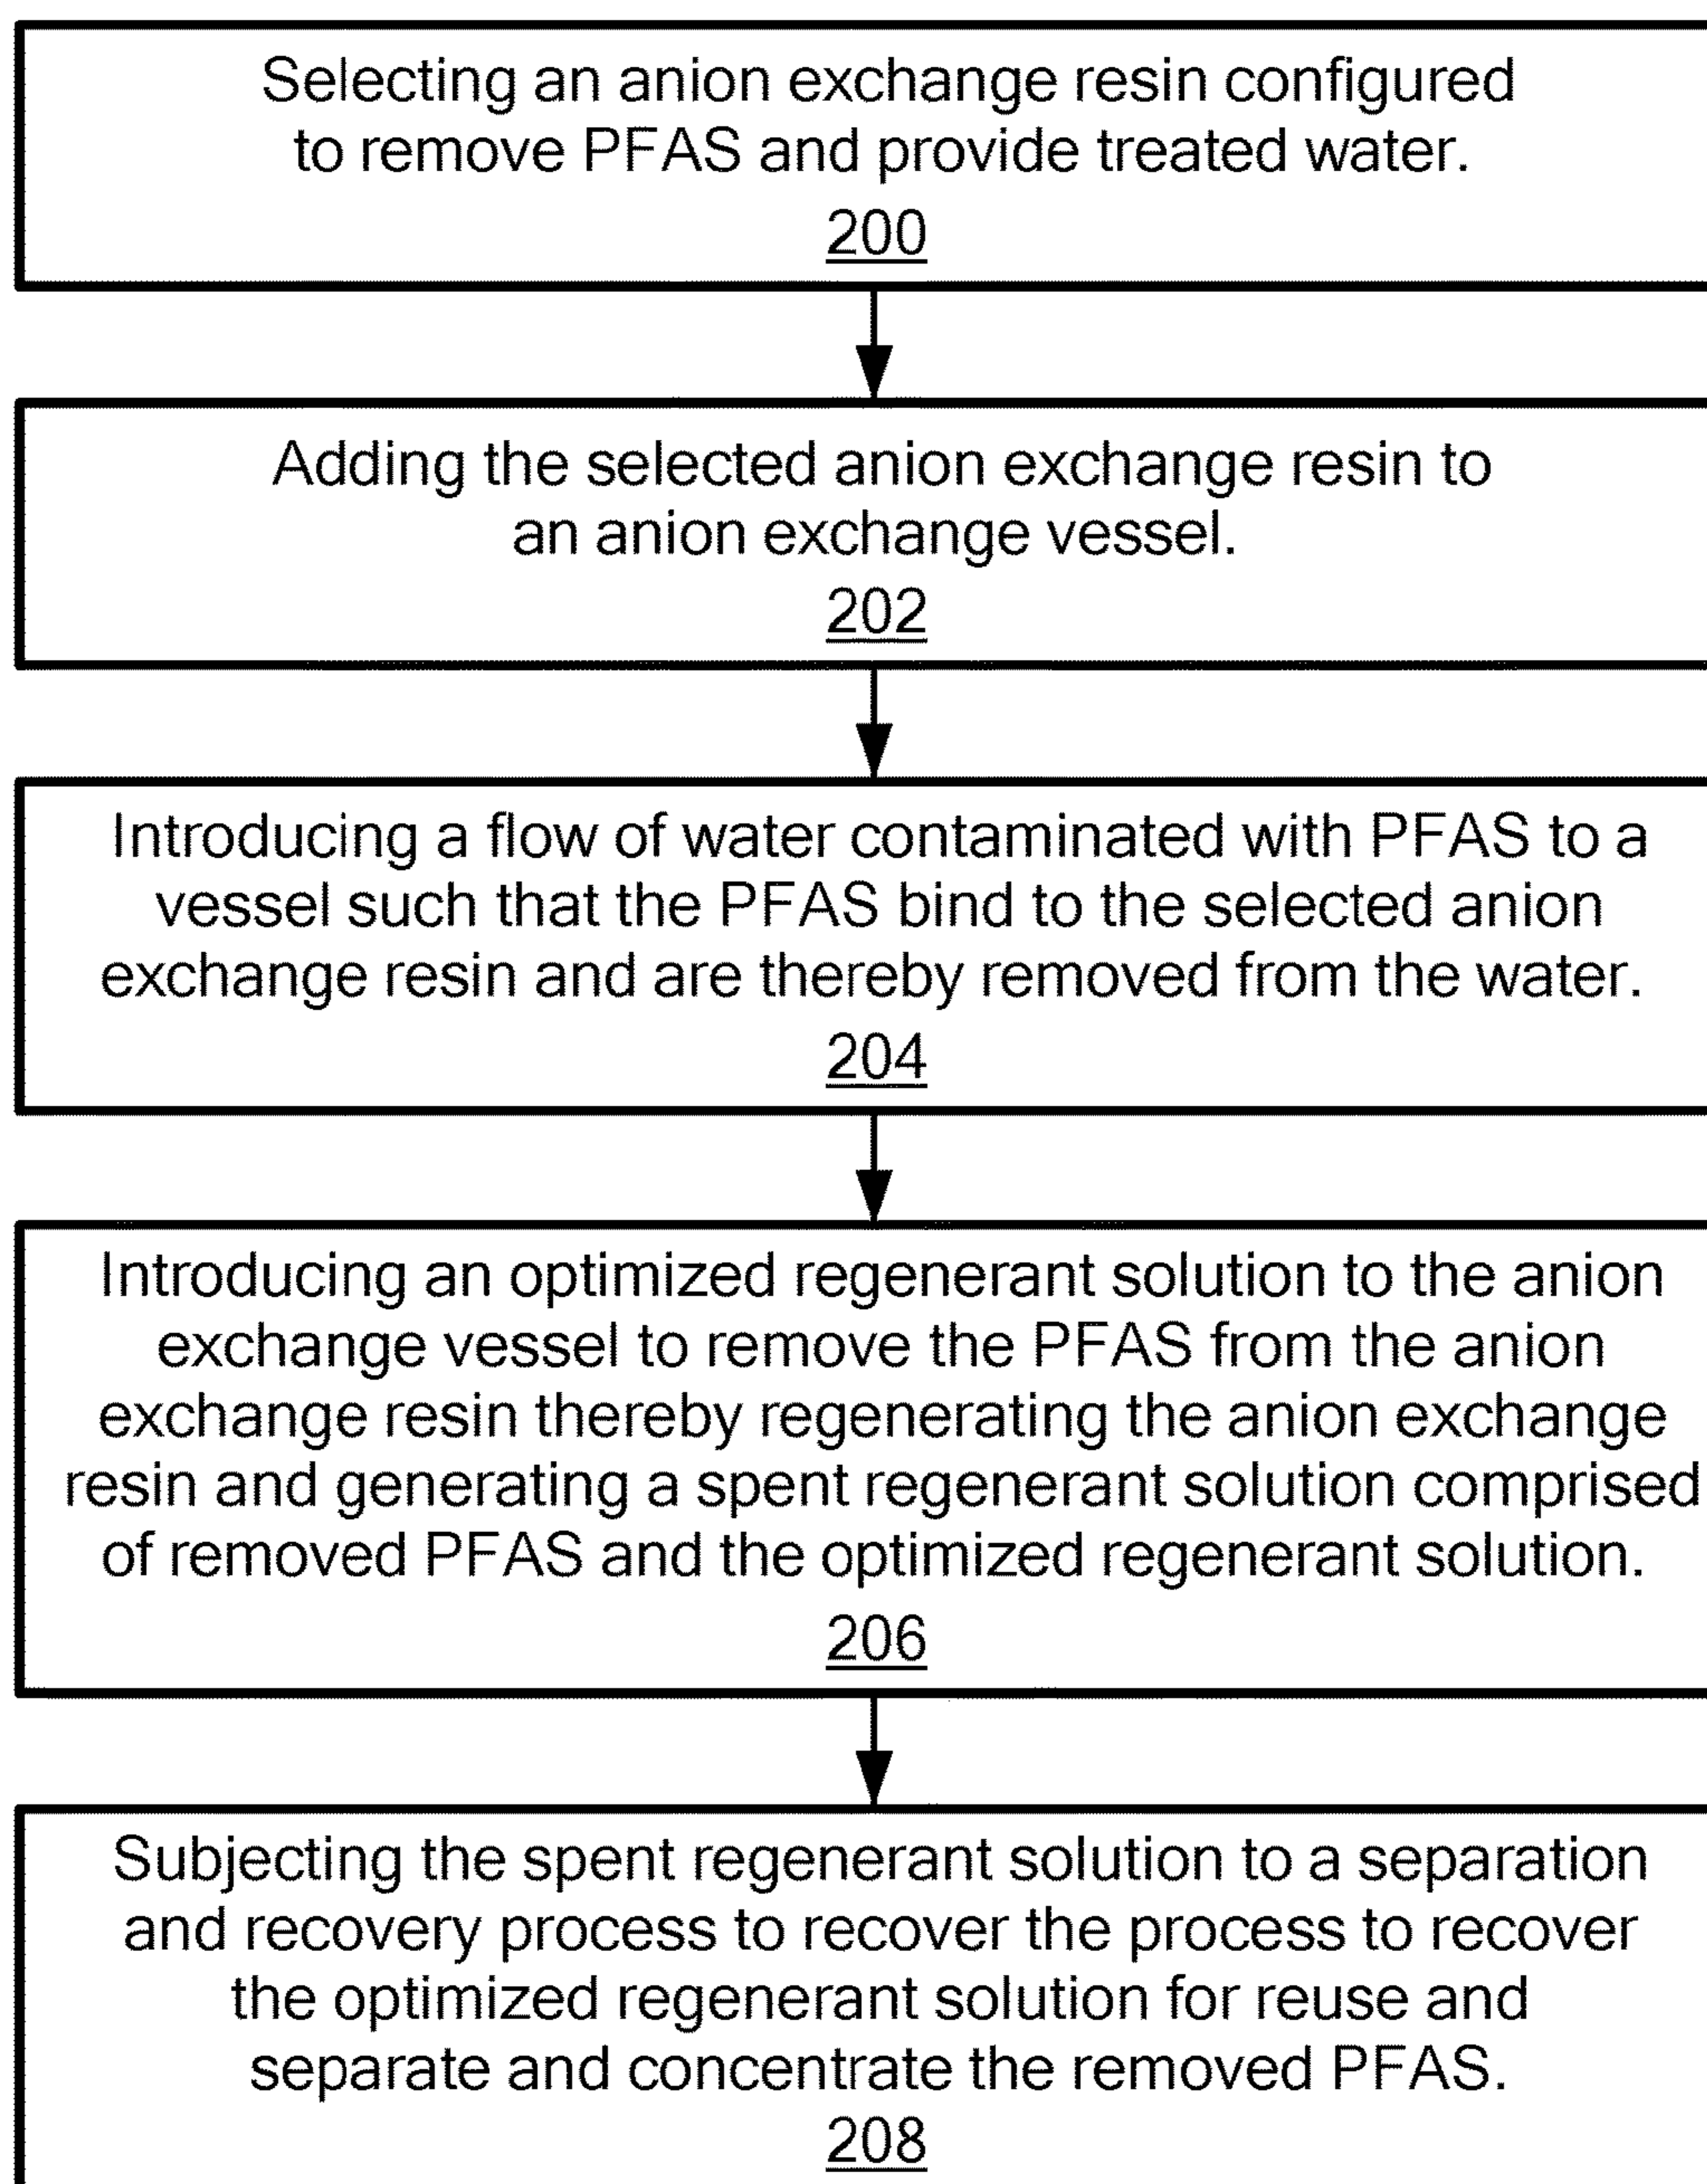 Selecting an anion exchange resin configured
to remove PFAS and provide treated water.
200
Adding the selected anion exchange resin to
an anion exchange vessel.
202
Introducing a flow of water contaminated with PFAS to a
vessel such that the PFAS bind to the selected anion
exchange resin and are thereby removed from the water.
204
Introducing an optimized regenerant solution to the anion
exchange vessel to remove the PFAS from the anion
exchange resin thereby regenerating the anion exchange
resin and generating a spent regenerant solution comprised
of removed PFAS and the optimized regenerant solution.
206
Subjecting the spent regenerant solution to a separation
and recovery process to recover the process to recover
the optimized regenerant solution for reuse and
separate and concentrate the removed PFAS.
208